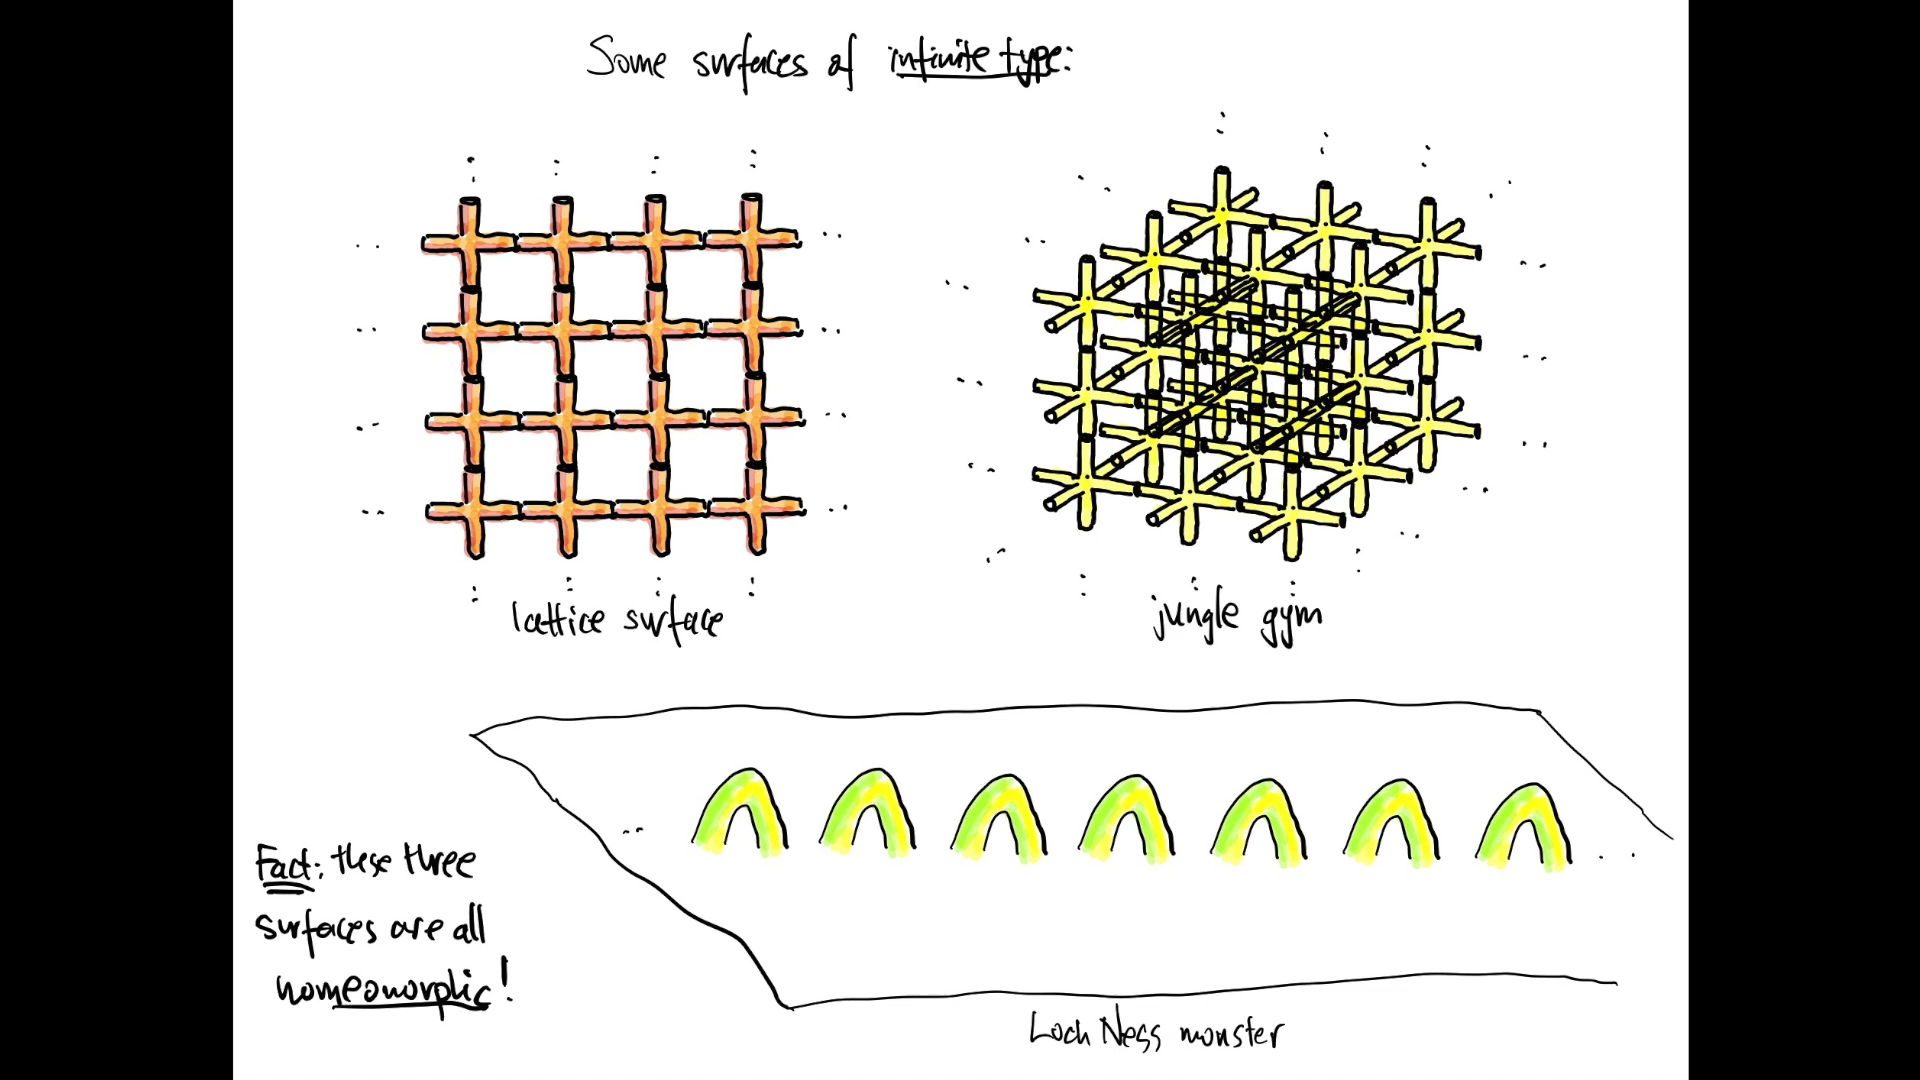 Some surfaces of infinite type:
lattice surface
jungle gym
Fact: these three
surfaces are all
homeomorphic!
Loch Ness monster